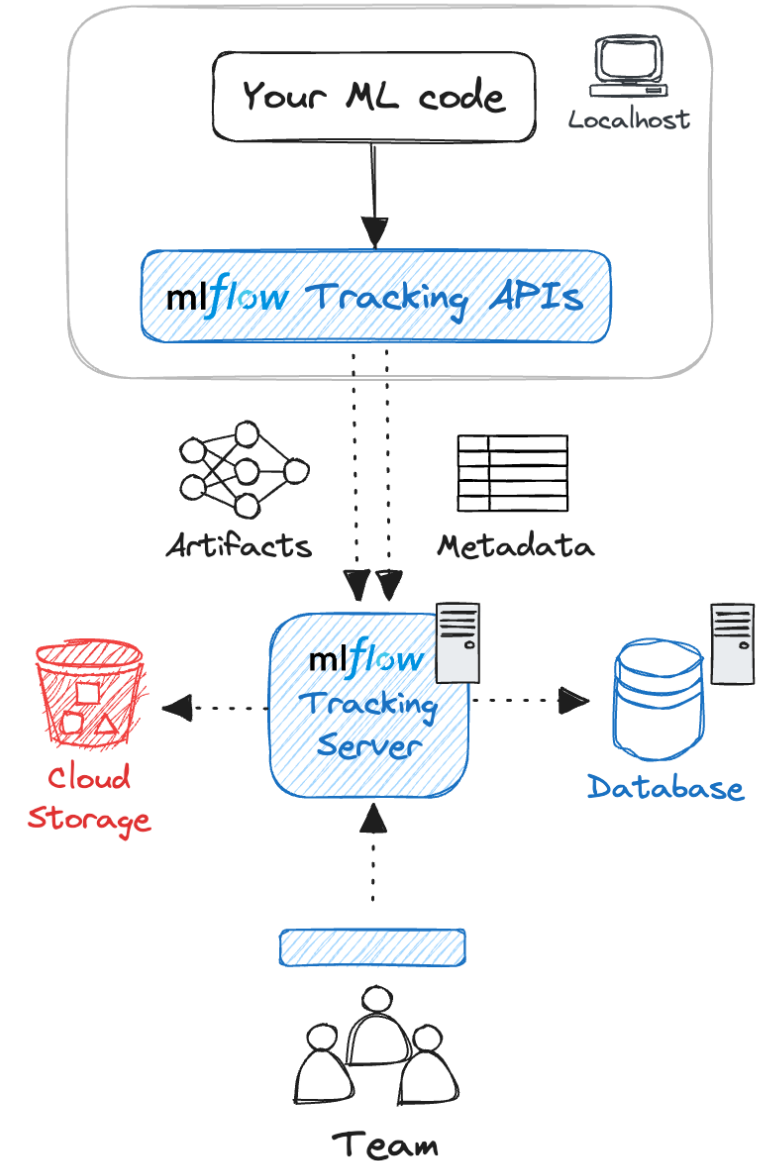 Your ML code
Localhost
mlflow Tracking APIs
Artifacts
Metadata
mlflow
Tracking
Server
Cloud
Storage
Database
Team